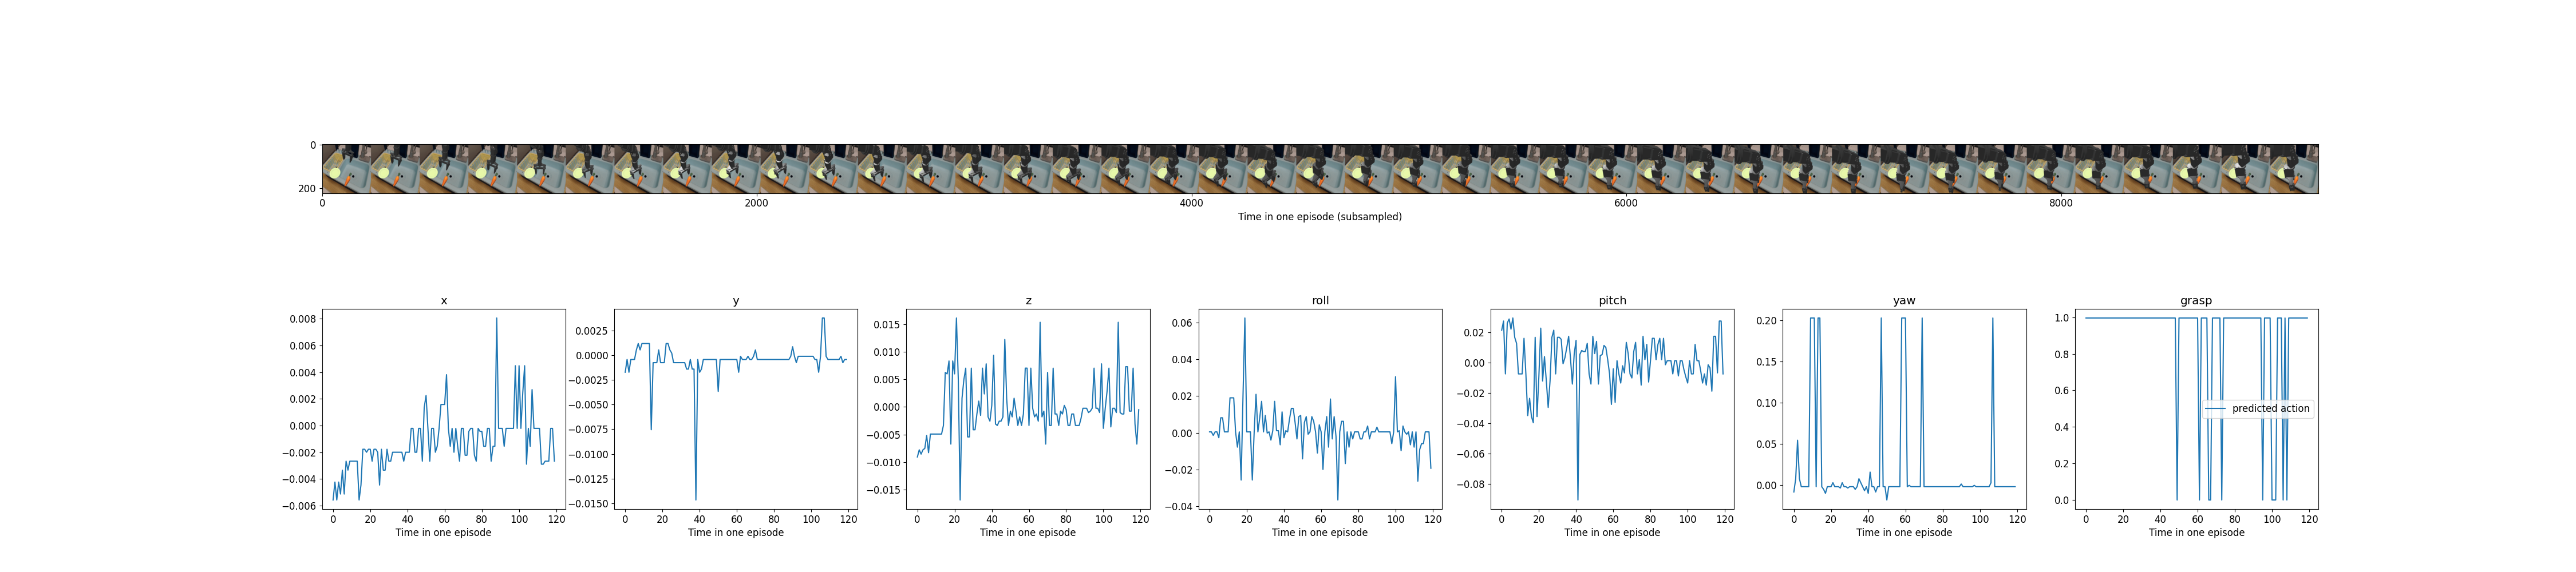 0
200
0 2000 4000 6000 8000
Time in one episode (subsampled)
x
0.008
0.006
0.004
0.002
0.000
−0.002
−0.004
−0.006
0 20 40 60 80 100 120
Time in one episode
y
0.0025
0.0000
−0.0025
−0.0050
−0.0075
−0.0100
−0.0125
−0.0150
0 20 40 60 80 100 120
Time in one episode
z
0.015
0.010
0.005
0.000
−0.005
−0.010
−0.015
0 20 40 60 80 100 120
Time in one episode
roll
0.06
0.04
0.02
0.00
−0.02
−0.04
0 20 40 60 80 100 120
Time in one episode
pitch
0.02
0.00
−0.02
−0.04
−0.06
−0.08
0 20 40 60 80 100 120
Time in one episode
yaw
0.20
0.15
0.10
0.05
0.00
0 20 40 60 80 100 120
Time in one episode
grasp
1.0
0.8
0.6
0.4
0.2
0.0
predicted action
0 20 40 60 80 100 120
Time in one episode